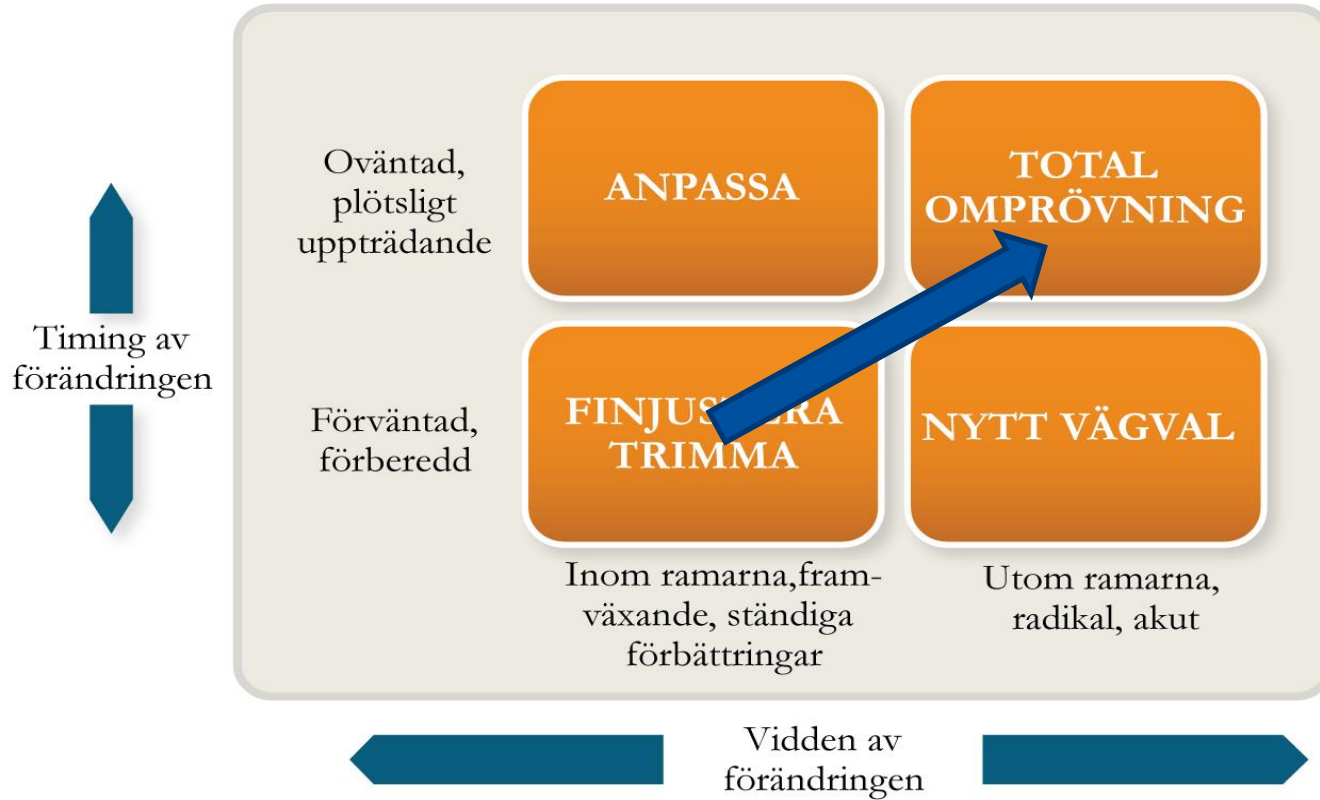 Oväntad,
plötsligt
uppträdande
ANPASSA
TOTAL
OMPRÖVNING
Timing av
förändringen
Förväntad,
förberedd
FINJUSTERA
TRIMMA
NYTT VÄGVAL
Inom ramarna,fram-
växande, ständiga
förbättringar
Utom ramarna,
radikal, akut
Vidden av
förändringen